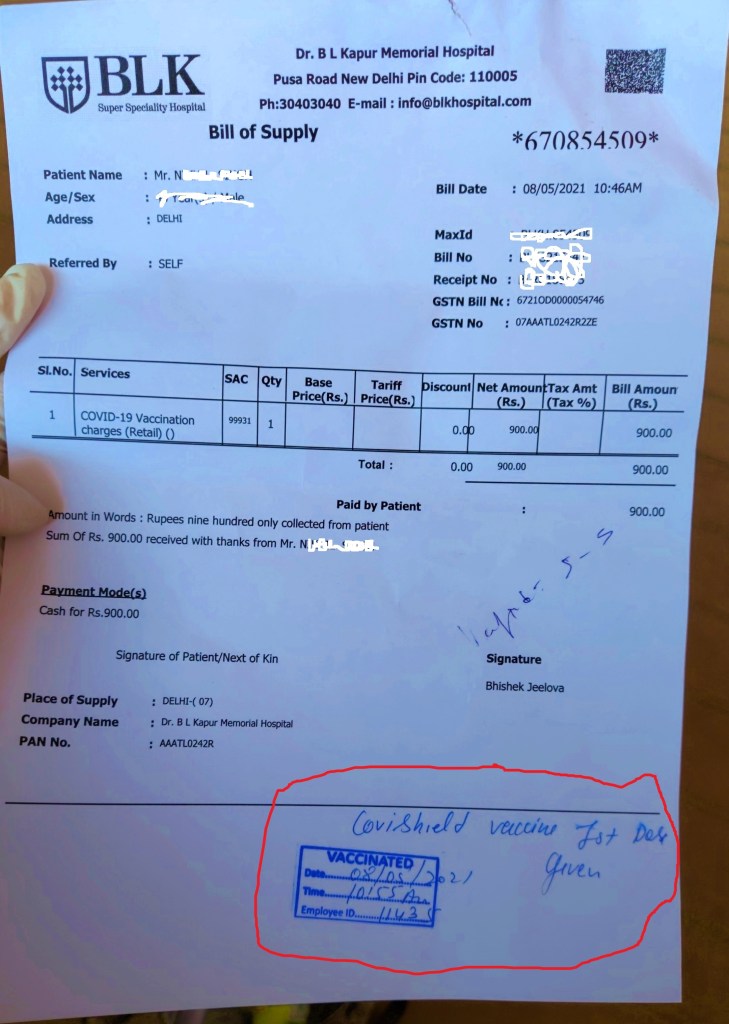 BLK
Super Speciality Hospital
Dr. B L Kapur Memorial Hospital
Pusa Road New Delhi Pin Code: 110005
Ph:30403040 E-mail : info@blkhospital.com
Bill of Supply
*670854509*
Patient Name : Mr. N
Age/Sex :
Address : DELHI
Referred By : SELF
Bill Date : 08/05/2021 10:46AM
MaxId
Bill No :
Receipt No :
GSTN Bill Nc : 6721OD0000054746
GSTN No : 07AAATL0242R2ZE
Sl.No. Services SAC Qty Base Price(Rs.) Tariff Price(Rs.) Discount Net Amount (Rs.) Tax Amt (Tax %) Bill Amoun (Rs.)
1 COVID-19 Vaccination 99931 1 0.00 900.00 900.00
charges (Retail) ()
Total : 0.00 900.00 900.00
Paid by Patient : 900.00
Amount in Words : Rupees nine hundred only collected from patient
Sum Of Rs. 900.00 received with thanks from Mr. N
Payment Mode(s)
Cash for Rs.900.00
Signature of Patient/Next of Kin
Signature
Bhishek Jeelova
Place of Supply : DELHI-( 07)
Company Name : Dr. B L Kapur Memorial Hospital
PAN No. : AAATL0242R
CoviShield vaccine 1st Dose
Given
VACCINATED
Date 08/05/2021
Time 10:55 Am
Employee ID 11435